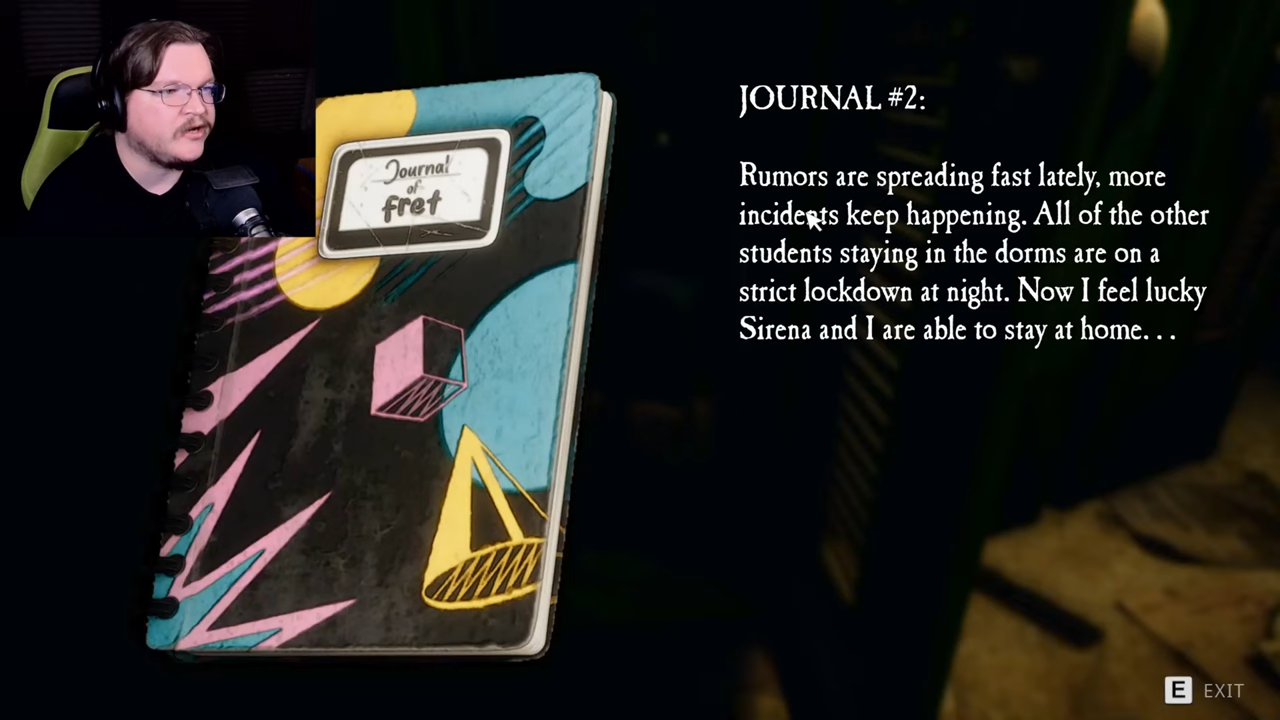 Journal
of
fret
JOURNAL #2:
Rumors are spreading fast lately, more
incidents keep happening. All of the other
students staying in the dorms are on a
strict lockdown at night. Now I feel lucky
Sirena and I are able to stay at home. . .
E EXIT